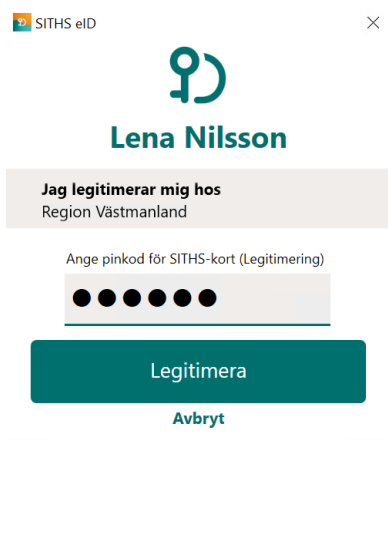 SITHS eID
Lena Nilsson
Jag legitimerar mig hos
Region Västmanland
Ange pinkod för SITHS-kort (Legitimering)
●●●●●●
Legitimera
Avbryt